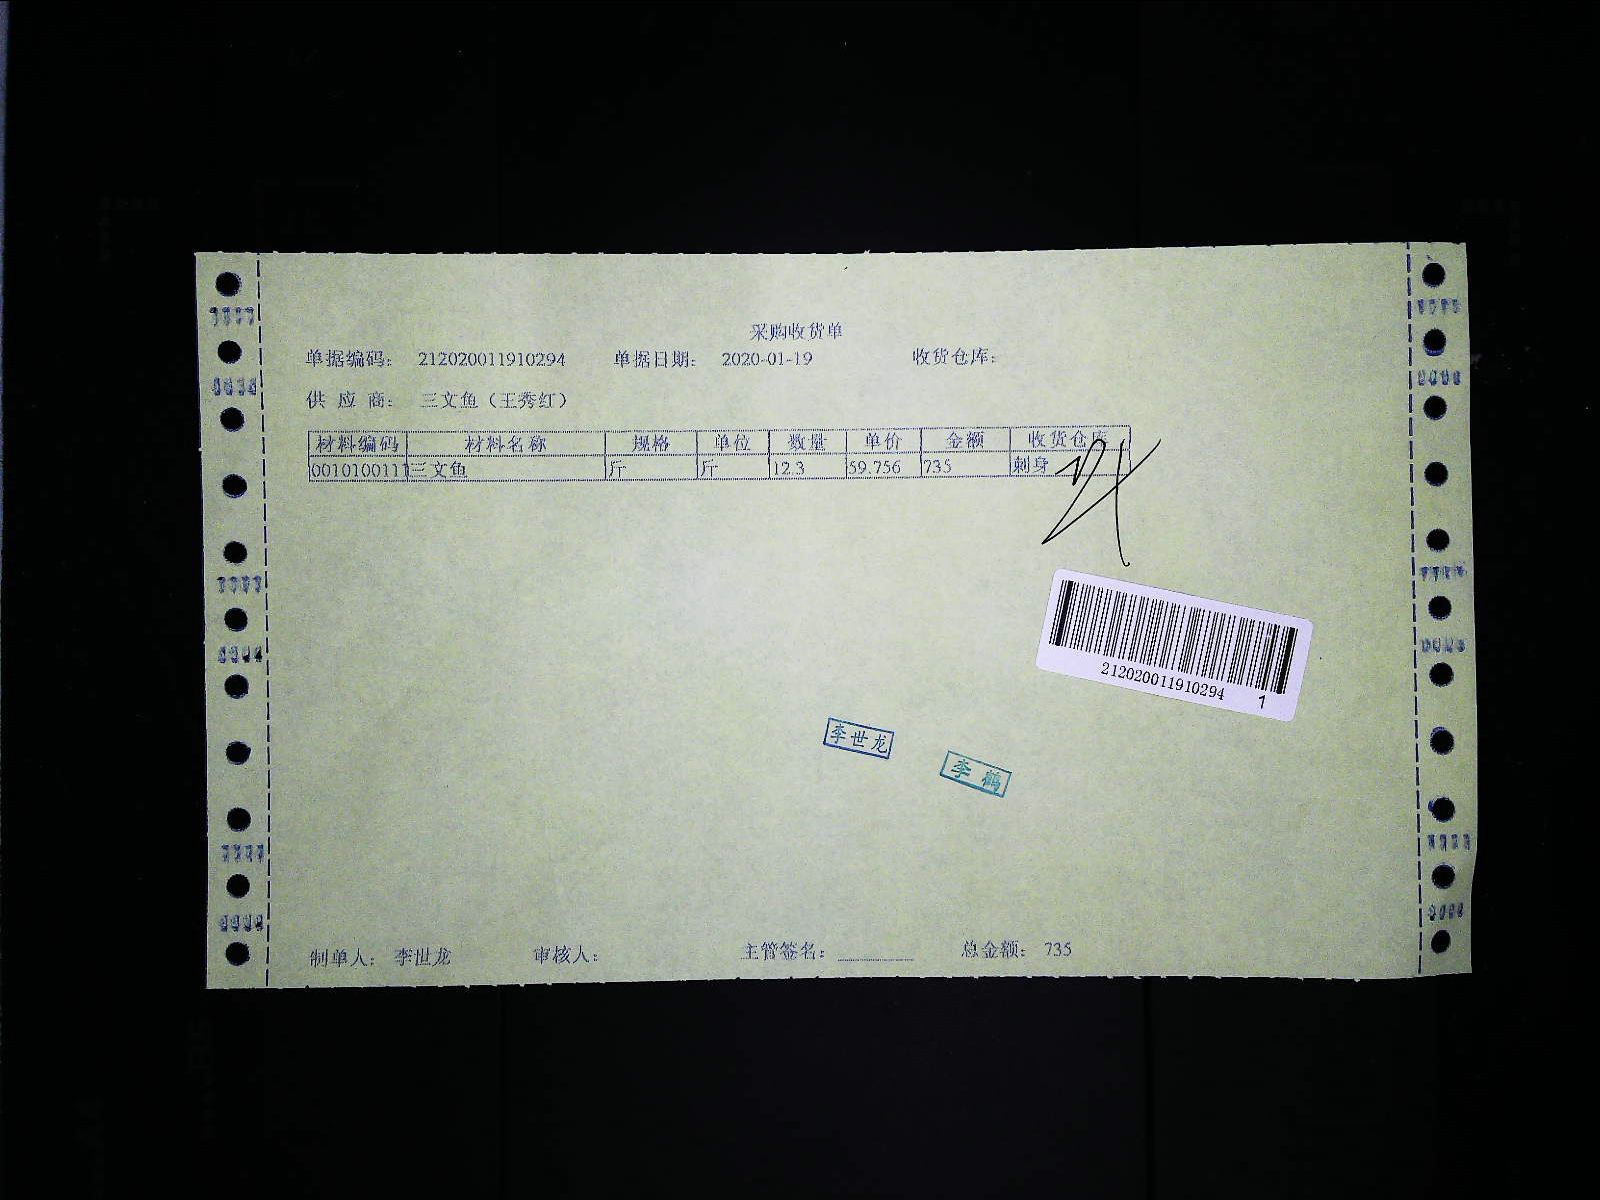 采购收货单
单据编码： 212020011910294 单据日期： 2020-01-19 收货仓库：
供 应 商： 三文鱼（王秀红）
材料编码 材料名称 规格 单位 数量 单价 金额 收货仓库
0010100111 三文鱼 斤 斤 12.3 59.756 735 刺身
212020011910294 1
李世龙
李鹤
制单人： 李世龙 审核人： 主管签名： 总金额： 735